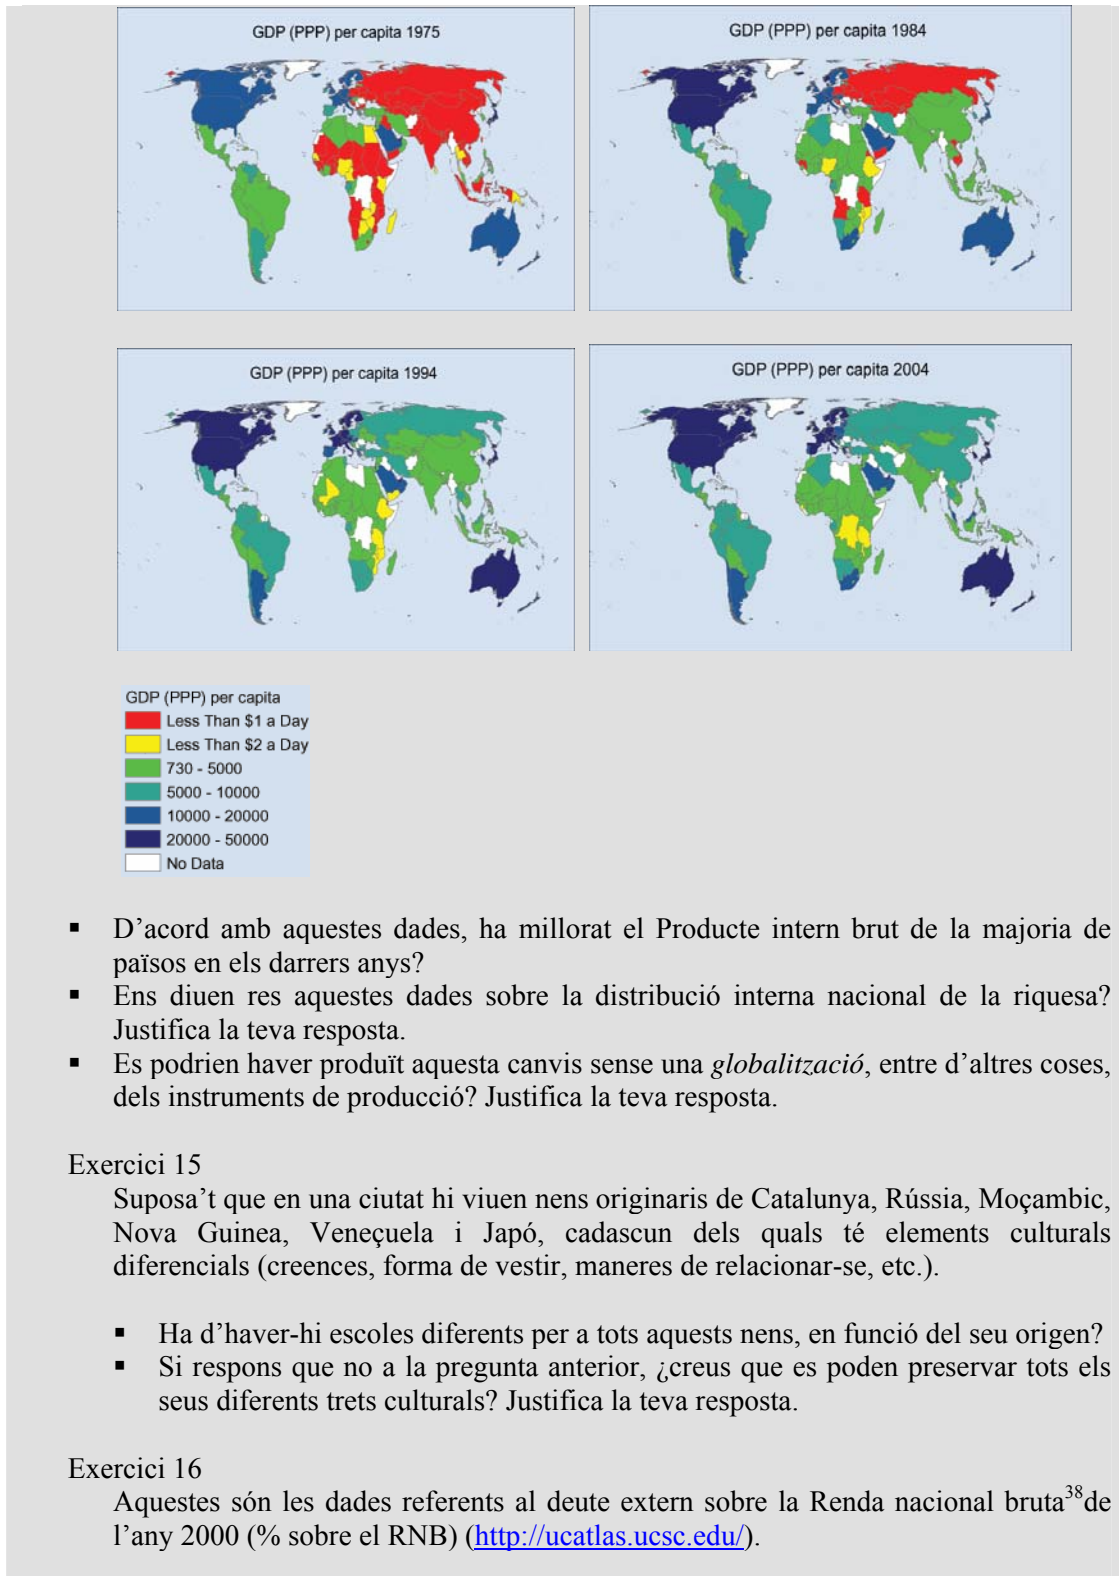 GDP (PPP) per capita 1975
GDP (PPP) per capita 1984
GDP (PPP) per capita 1994
GDP (PPP) per capita 2004
GDP (PPP) per capita
Less Than $1 a Day
Less Than $2 a Day
730 - 5000
5000 - 10000
10000 - 20000
20000 - 50000
No Data
▪ D’acord amb aquestes dades, ha millorat el Producte intern brut de la majoria de
països en els darrers anys?
▪ Ens diuen res aquestes dades sobre la distribució interna nacional de la riquesa?
Justifica la teva resposta.
▪ Es podrien haver produït aquesta canvis sense una globalització, entre d’altres coses,
dels instruments de producció? Justifica la teva resposta.
Exercici 15
Suposa’t que en una ciutat hi viuen nens originaris de Catalunya, Rússia, Moçambic,
Nova Guinea, Veneçuela i Japó, cadascun dels quals té elements culturals
diferencials (creences, forma de vestir, maneres de relacionar-se, etc.).
▪ Ha d’haver-hi escoles diferents per a tots aquests nens, en funció del seu origen?
▪ Si respons que no a la pregunta anterior, ¿creus que es poden preservar tots els
seus diferents trets culturals? Justifica la teva resposta.
Exercici 16
Aquestes són les dades referents al deute extern sobre la Renda nacional bruta38de
l’any 2000 (% sobre el RNB) (http://ucatlas.ucsc.edu/).